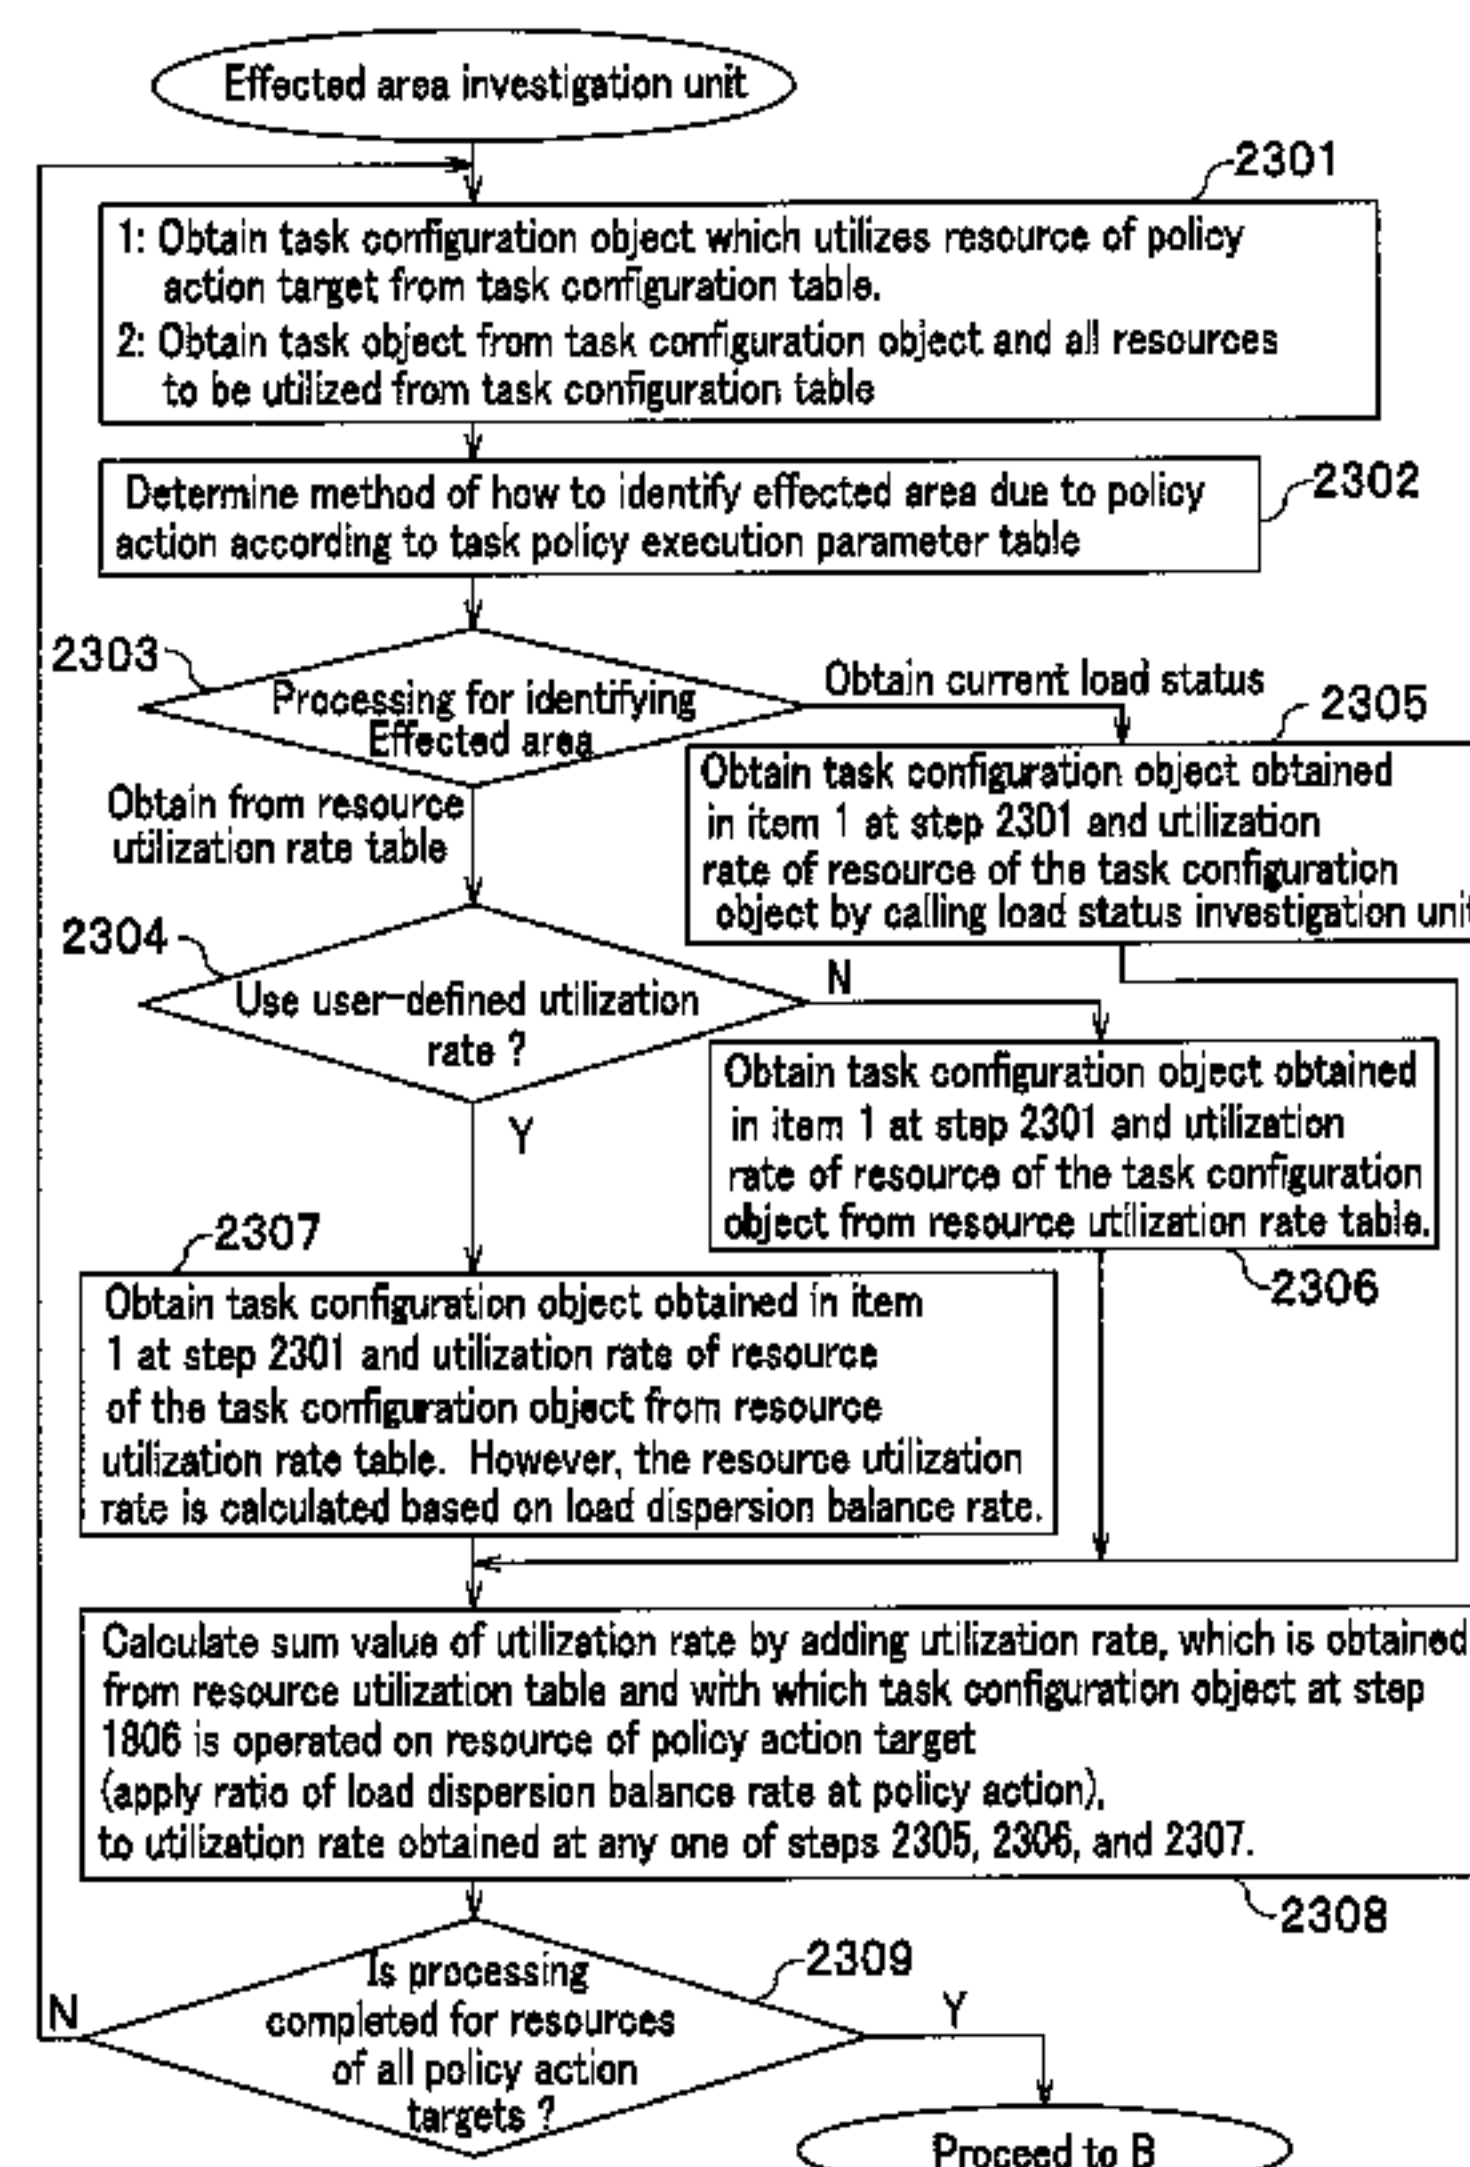 Effected area investigation unit
2301
1: Obtain task configuration object which utilizes resource of policy
action target from task configuration table.
2: Obtain task object from task configuration object and all resources
to be utilized from task configuration table
2302
Determine method of how to identify effected area due to policy
action according to task policy execution parameter table
2303
Processing for identifying
Effected area
Obtain current load status
2305
Obtain from resource
utilization rate table
Obtain task configuration object obtained
in item 1 at step 2301 and utilization
rate of resource of the task configuration
object by calling load status investigation unit
2304
Use user-defined utilization
rate ?
N
Y
Obtain task configuration object obtained
in item 1 at step 2301 and utilization
rate of resource of the task configuration
object from resource utilization rate table.
2306
2307
Obtain task configuration object obtained in item
1 at step 2301 and utilization rate of resource
of the task configuration object from resource
utilization rate table. However, the resource utilization
rate is calculated based on load dispersion balance rate.
Calculate sum value of utilization rate by adding utilization rate, which is obtained
from resource utilization table and with which task configuration object at step
1806 is operated on resource of policy action target
(apply ratio of load dispersion balance rate at policy action),
to utilization rate obtained at any one of steps 2305, 2306, and 2307.
2308
2309
Is processing
completed for resources
of all policy action
targets ?
N
Y
Proceed to B